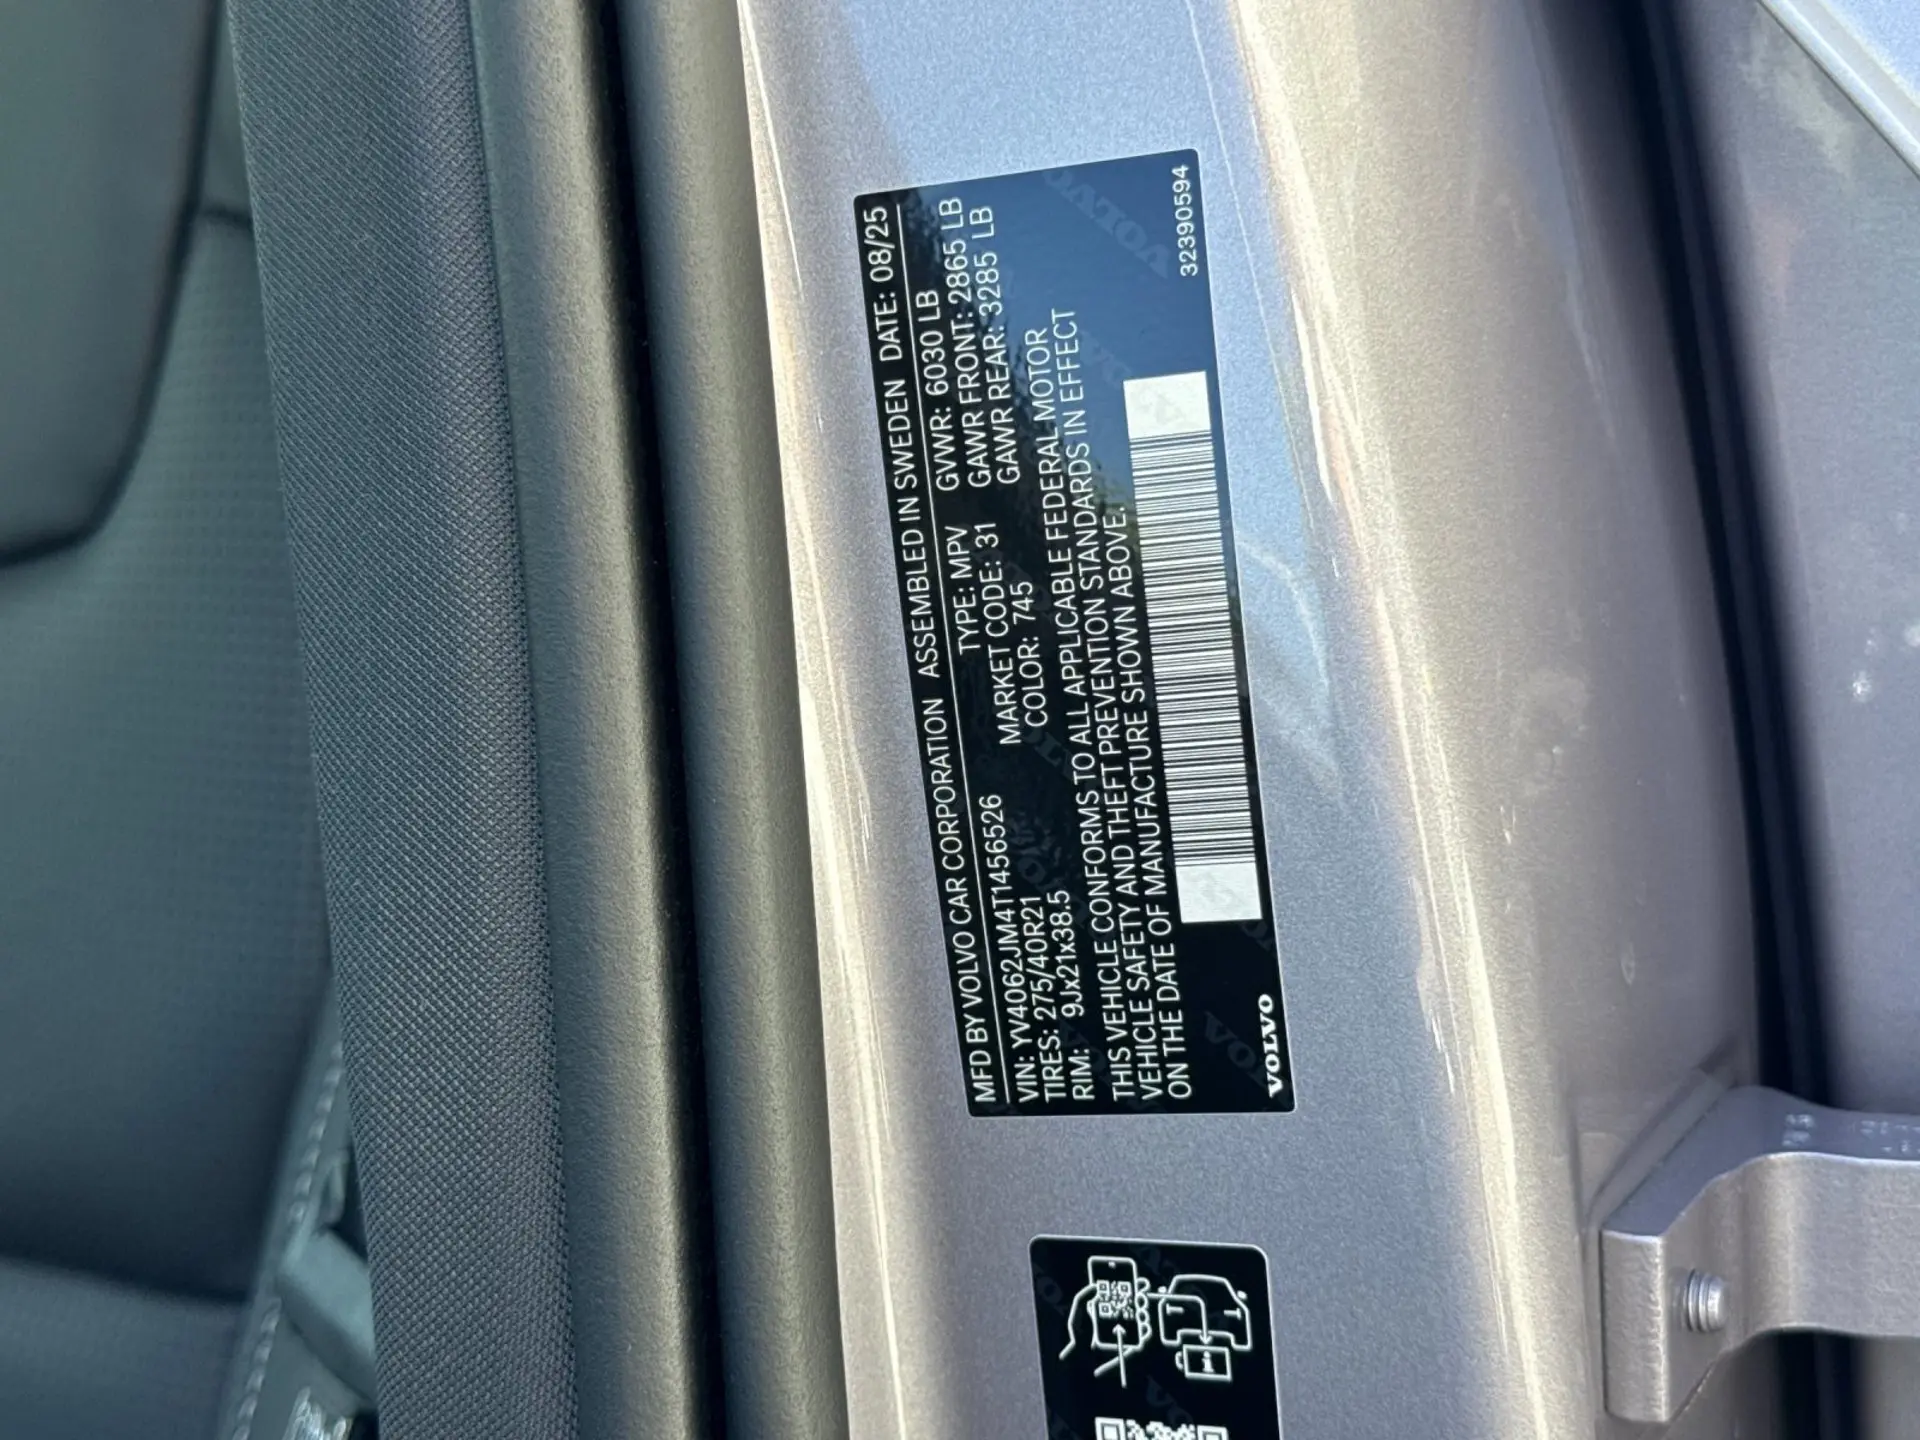 MFD BY VOLVO CAR CORPORATION ASSEMBLED IN SWEDEN DATE: 08/25
VIN: YV4062JM4T1456526 TYPE: MPV GVWR: 6030 LB
TIRES: 275/40R21 MARKET CODE: 31 GAWR FRONT: 2865 LB
RIM: 9Jx21x38.5 COLOR: 745 GAWR REAR: 3285 LB
THIS VEHICLE CONFORMS TO ALL APPLICABLE FEDERAL MOTOR
VEHICLE SAFETY AND THEFT PREVENTION STANDARDS IN EFFECT
ON THE DATE OF MANUFACTURE SHOWN ABOVE.
VOLVO
32390594